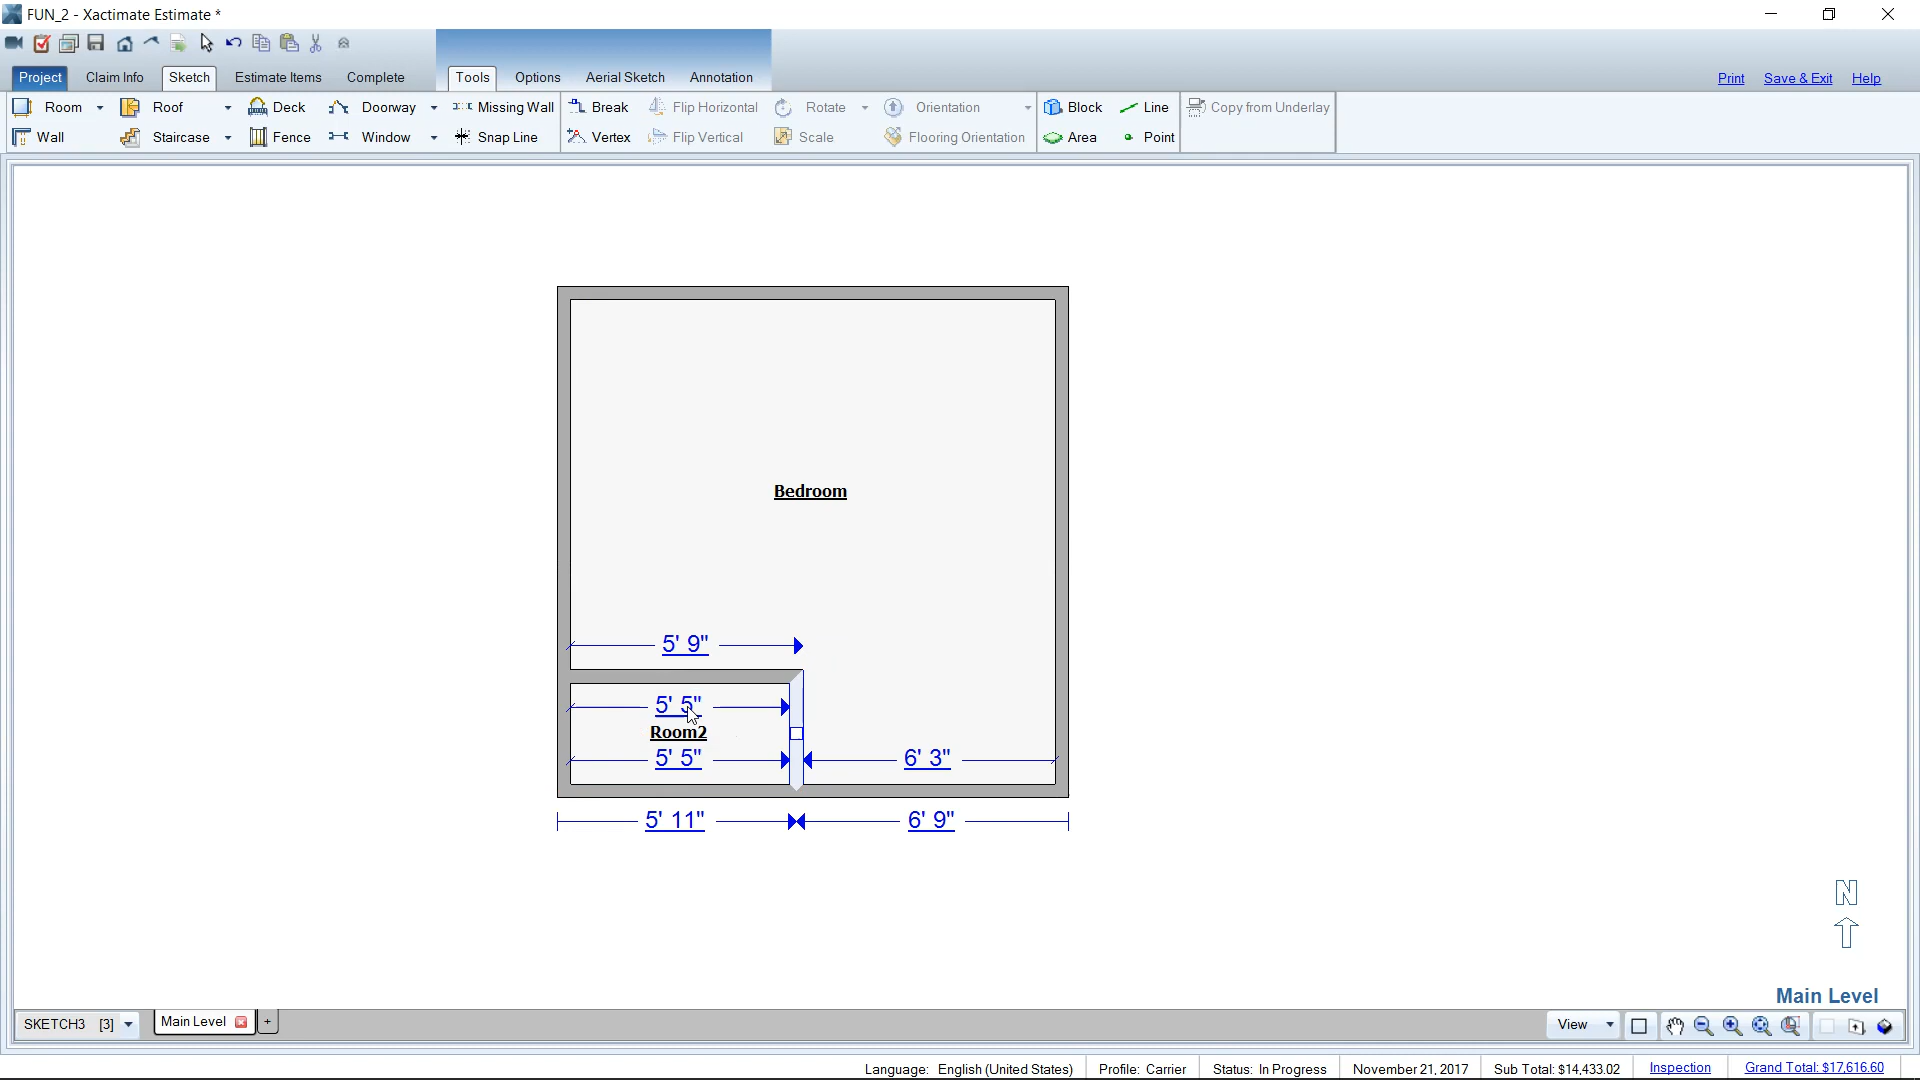 FUN_2 - Xactimate Estimate *
Project Claim Info Sketch Estimate Items Complete Tools Options Aerial Sketch Annotation Print Save & Exit Help
Room Roof Deck Doorway Missing Wall Break Flip Horizontal Rotate Orientation Block Line Copy from Underlay
Wall Staircase Fence Window Snap Line Vertex Flip Vertical Scale Flooring Orientation Area Point
Bedroom
5' 9"
5' 5"
Room2
5' 5" 6' 3"
5' 11" 6' 9"
N
Main Level
SKETCH3 [3] Main Level + View
Language: English (United States) Profile: Carrier Status: In Progress November 21, 2017 Sub Total: $14,433.02 Inspection Grand Total: $17,616.60